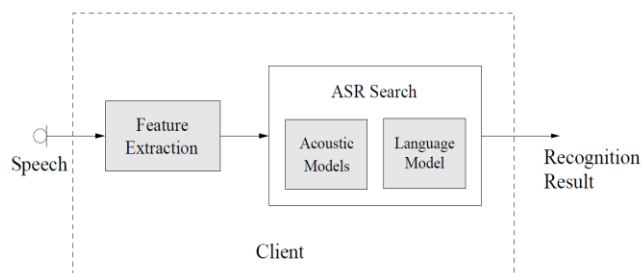 Speech
Feature
Extraction
ASR Search
Acoustic
Models
Language
Model
Recognition
Result
Client